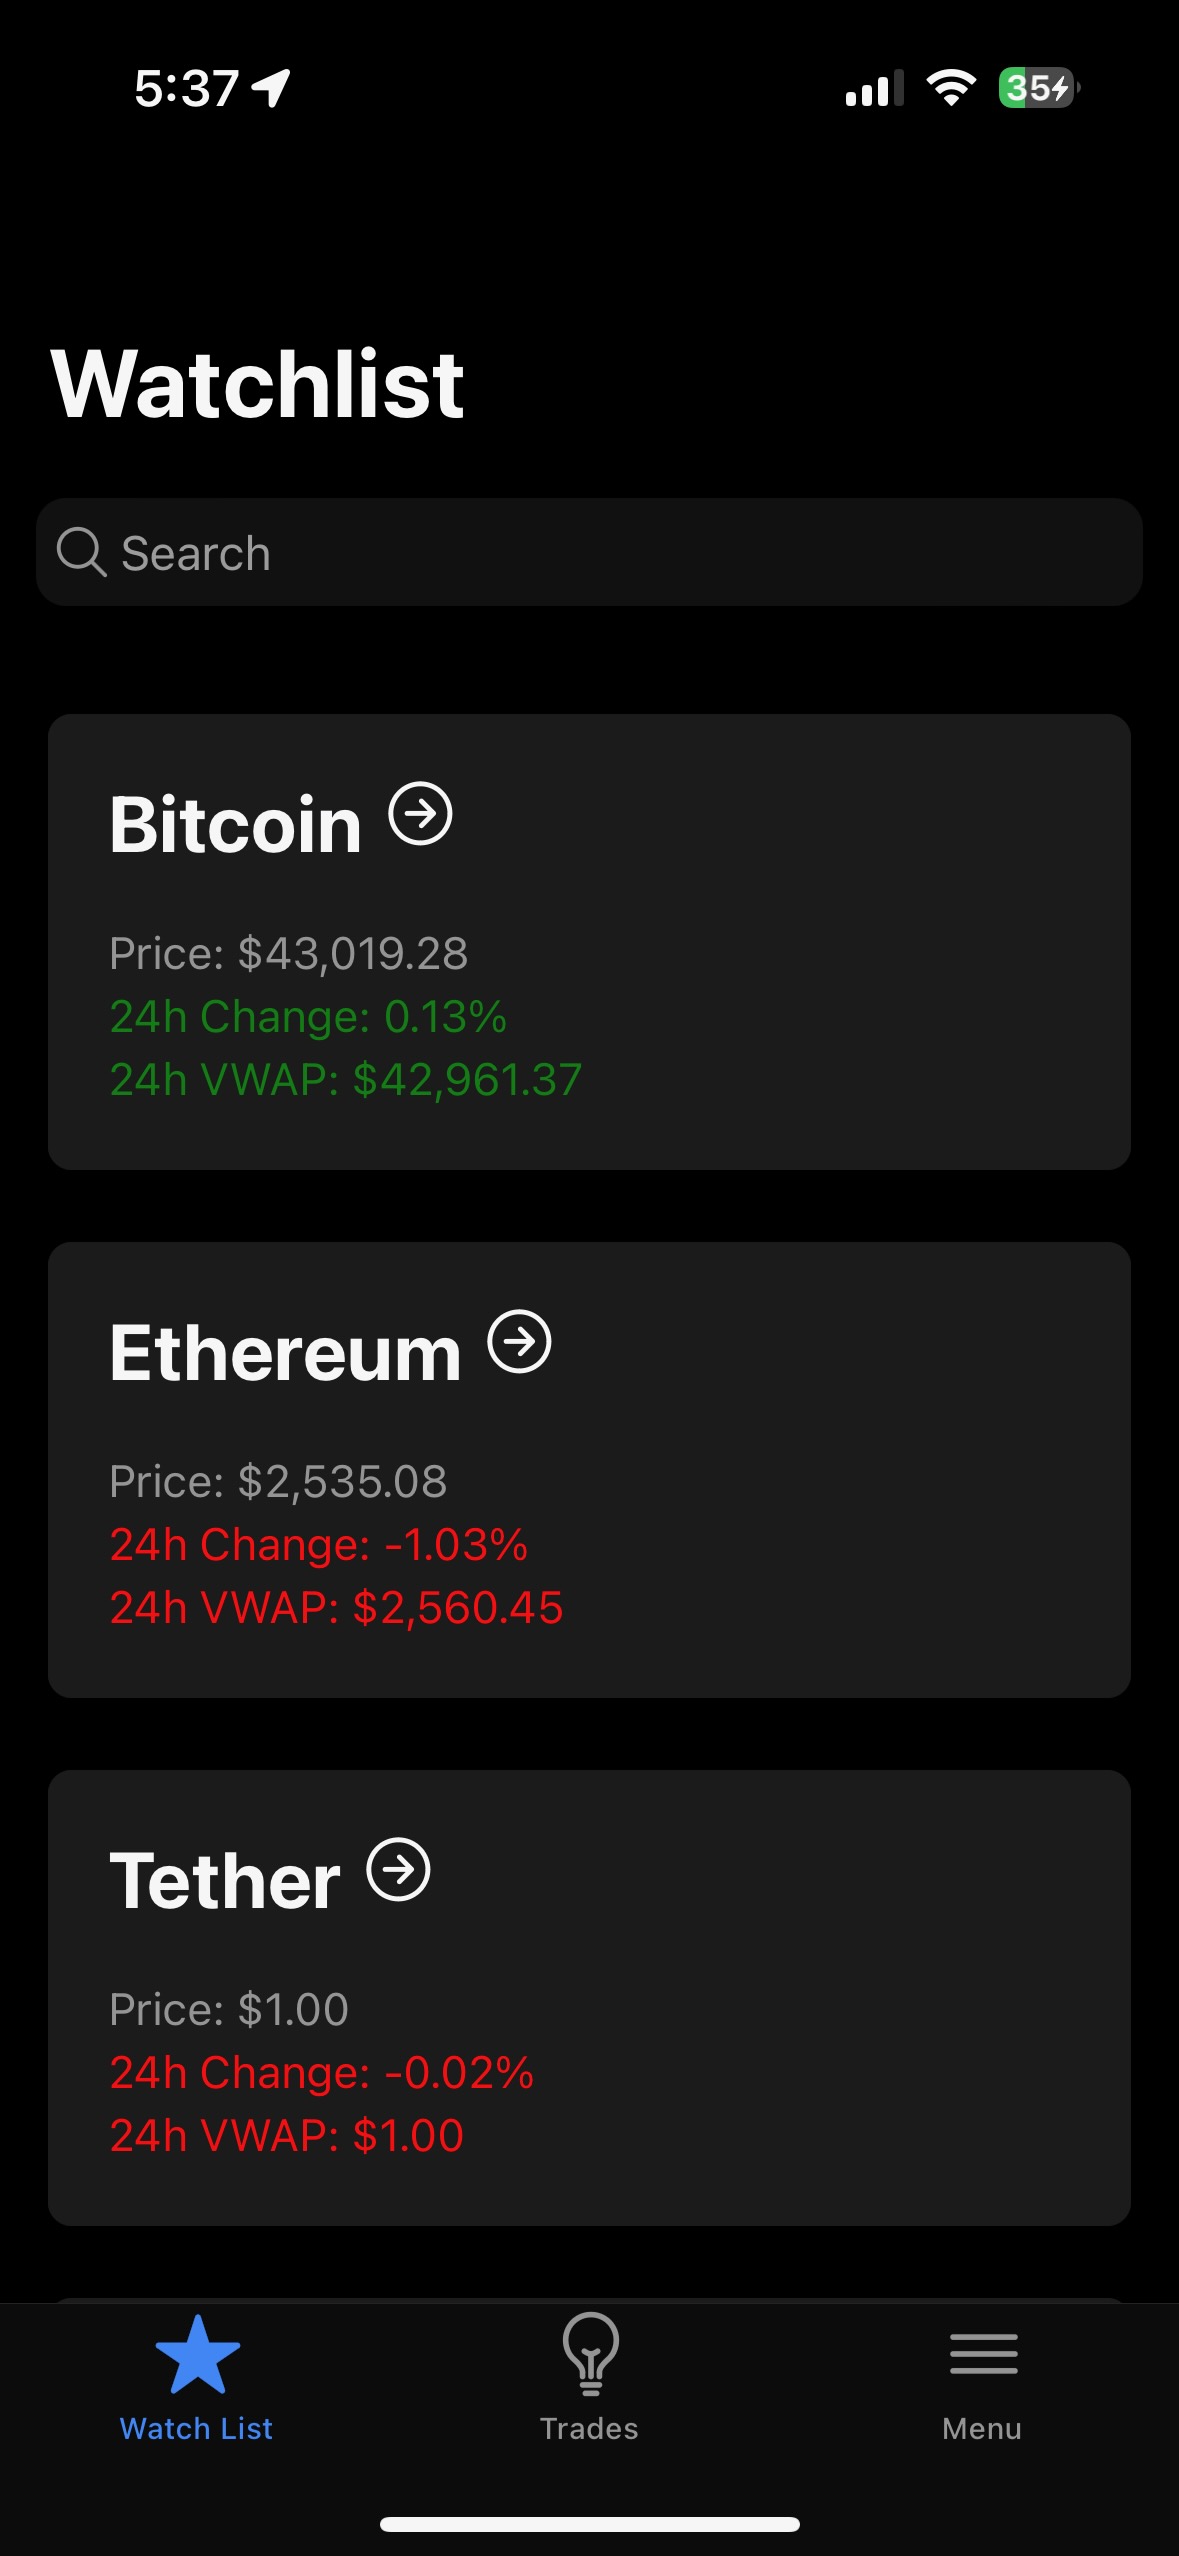 5:37
35
Watchlist
Search
Bitcoin
Price: $43,019.28
24h Change: 0.13%
24h VWAP: $42,961.37
Ethereum
Price: $2,535.08
24h Change: -1.03%
24h VWAP: $2,560.45
Tether
Price: $1.00
24h Change: -0.02%
24h VWAP: $1.00
Watch List
Trades
Menu